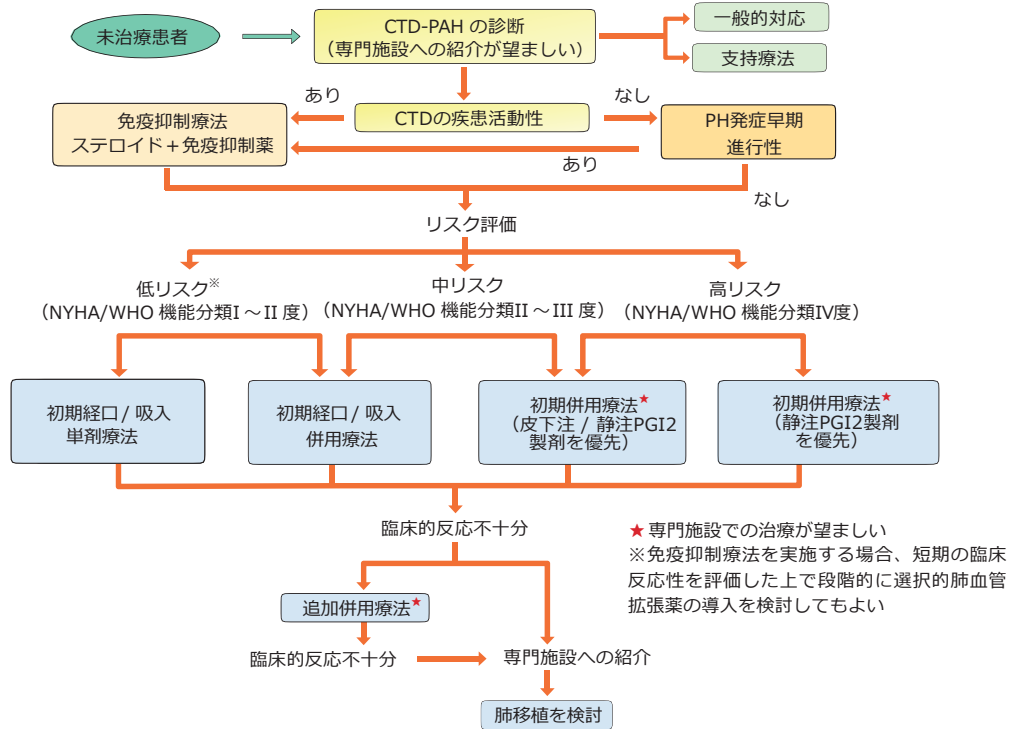 未治療患者
CTD-PAH の診断
（専門施設への紹介が望ましい）
一般的対応
支持療法
あり
CTDの疾患活動性
なし
免疫抑制療法
ステロイド＋免疫抑制薬
PH発症早期
進行性
あり
なし
リスク評価
低リスク※
（NYHA/WHO 機能分類I ～ II 度）
中リスク
（NYHA/WHO 機能分類II ～ III 度）
高リスク
（NYHA/WHO 機能分類IV度）
初期経口 / 吸入
単剤療法
初期経口 / 吸入
併用療法
初期併用療法★
（皮下注 / 静注PGI2
製剤を優先）
初期併用療法★
（静注PGI2製剤
を優先）
臨床的反応不十分
★ 専門施設での治療が望ましい
※免疫抑制療法を実施する場合、短期の臨床
反応性を評価した上で段階的に選択的肺血管
拡張薬の導入を検討してもよい
追加併用療法★
臨床的反応不十分
専門施設への紹介
肺移植を検討